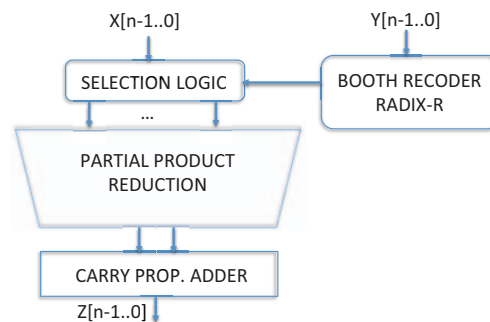 X[n-1..0]
Y[n-1..0]
SELECTION LOGIC
BOOTH RECODER
RADIX-R
...
PARTIAL PRODUCT
REDUCTION
CARRY PROP. ADDER
Z[n-1..0]